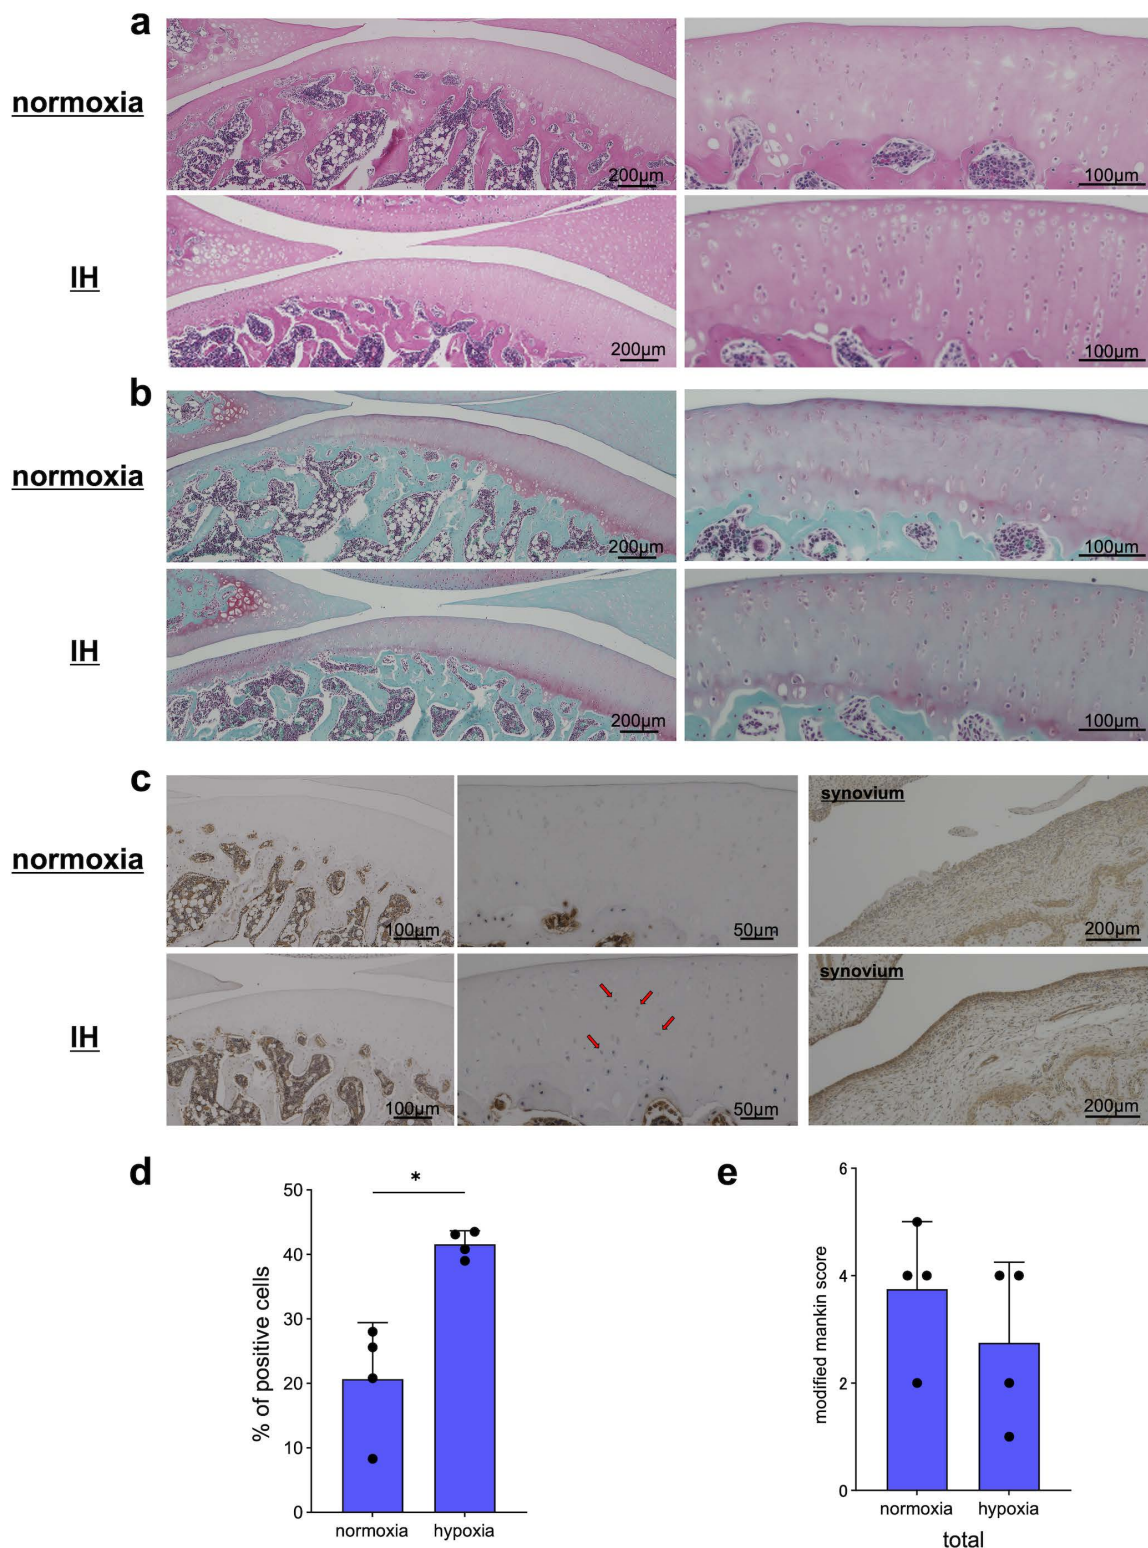 a
normoxia
200µm
100µm
IH
200µm
100µm
b
normoxia
200µm
100µm
IH
200µm
100µm
c
normoxia
100µm
50µm
synovium
200µm
IH
100µm
50µm
synovium
200µm
d
*
50
40
30
20
10
0
% of positive cells
normoxia
hypoxia
e
6
4
2
0
modified mankin score
normoxia
hypoxia
total